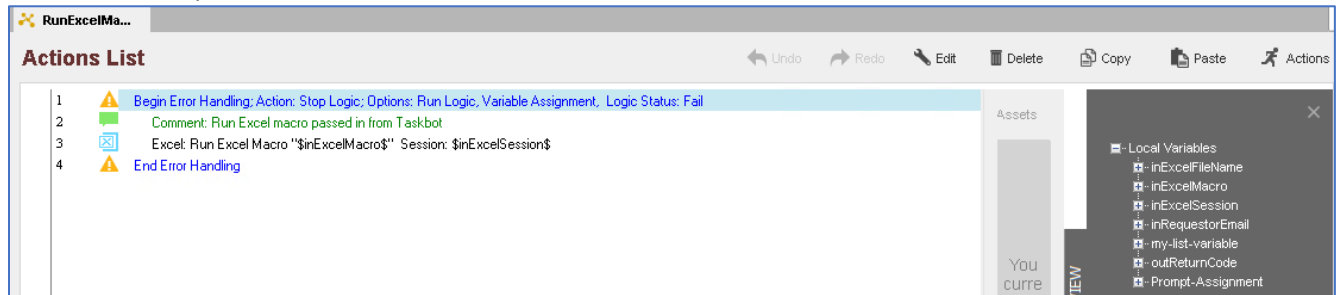 RunExcelMa...
Actions List
Undo Redo Edit Delete Copy Paste Actions
1 Begin Error Handling; Action: Stop Logic; Options: Run Logic, Variable Assignment, Logic Status: Fail
2 Comment: Run Excel macro passed in from Taskbot
3 Excel: Run Excel Macro "$inExcelMacro$" Session: $inExcelSession$
4 End Error Handling
Assets
You
curre
IEW
Local Variables
inExcelFileName
inExcelMacro
inExcelSession
inRequestorEmail
my-list-variable
outReturnCode
Prompt-Assignment